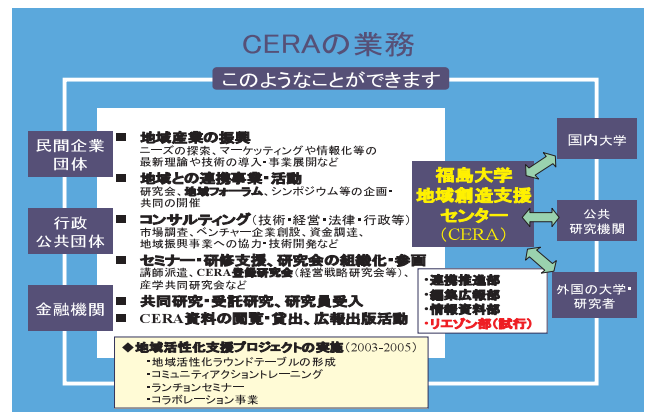 CERAの業務
このようなことができます
民間企業
団体
行政
公共団体
金融機関
■ 地域産業の振興
ニーズの探索、マーケッティングや情報化等の
最新理論や技術の導入・事業展開など
■ 地域との連携事業・活動
研究会、地域フォーラム、シンポジウム等の企画・
共同の開催
■ コンサルティング(技術・経営・法律・行政等)
市場調査、ベンチャー企業創設、資金調達、
地域振興事業への協力・技術開発など
■ セミナー・研修支援、研究会の組織化・参画
講師派遣、CERA登録研究会(経営戦略研究会等)、
産学共同研究会など
■ 共同研究・受託研究、研究員受入
■ CERA資料の閲覧・貸出、広報出版活動
◆地域活性化支援プロジェクトの実施(2003-2005)
・地域活性化ラウンドテーブルの形成
・コミュニティアクショントレーニング
・ランチョンセミナー
・コラボレーション事業
福島大学
地域創造支援
センター
(CERA)
・連携推進部
・編集広報部
・情報資料部
・リエゾン部(試行)
国内大学
公共
研究機関
外国の大学・
研究者